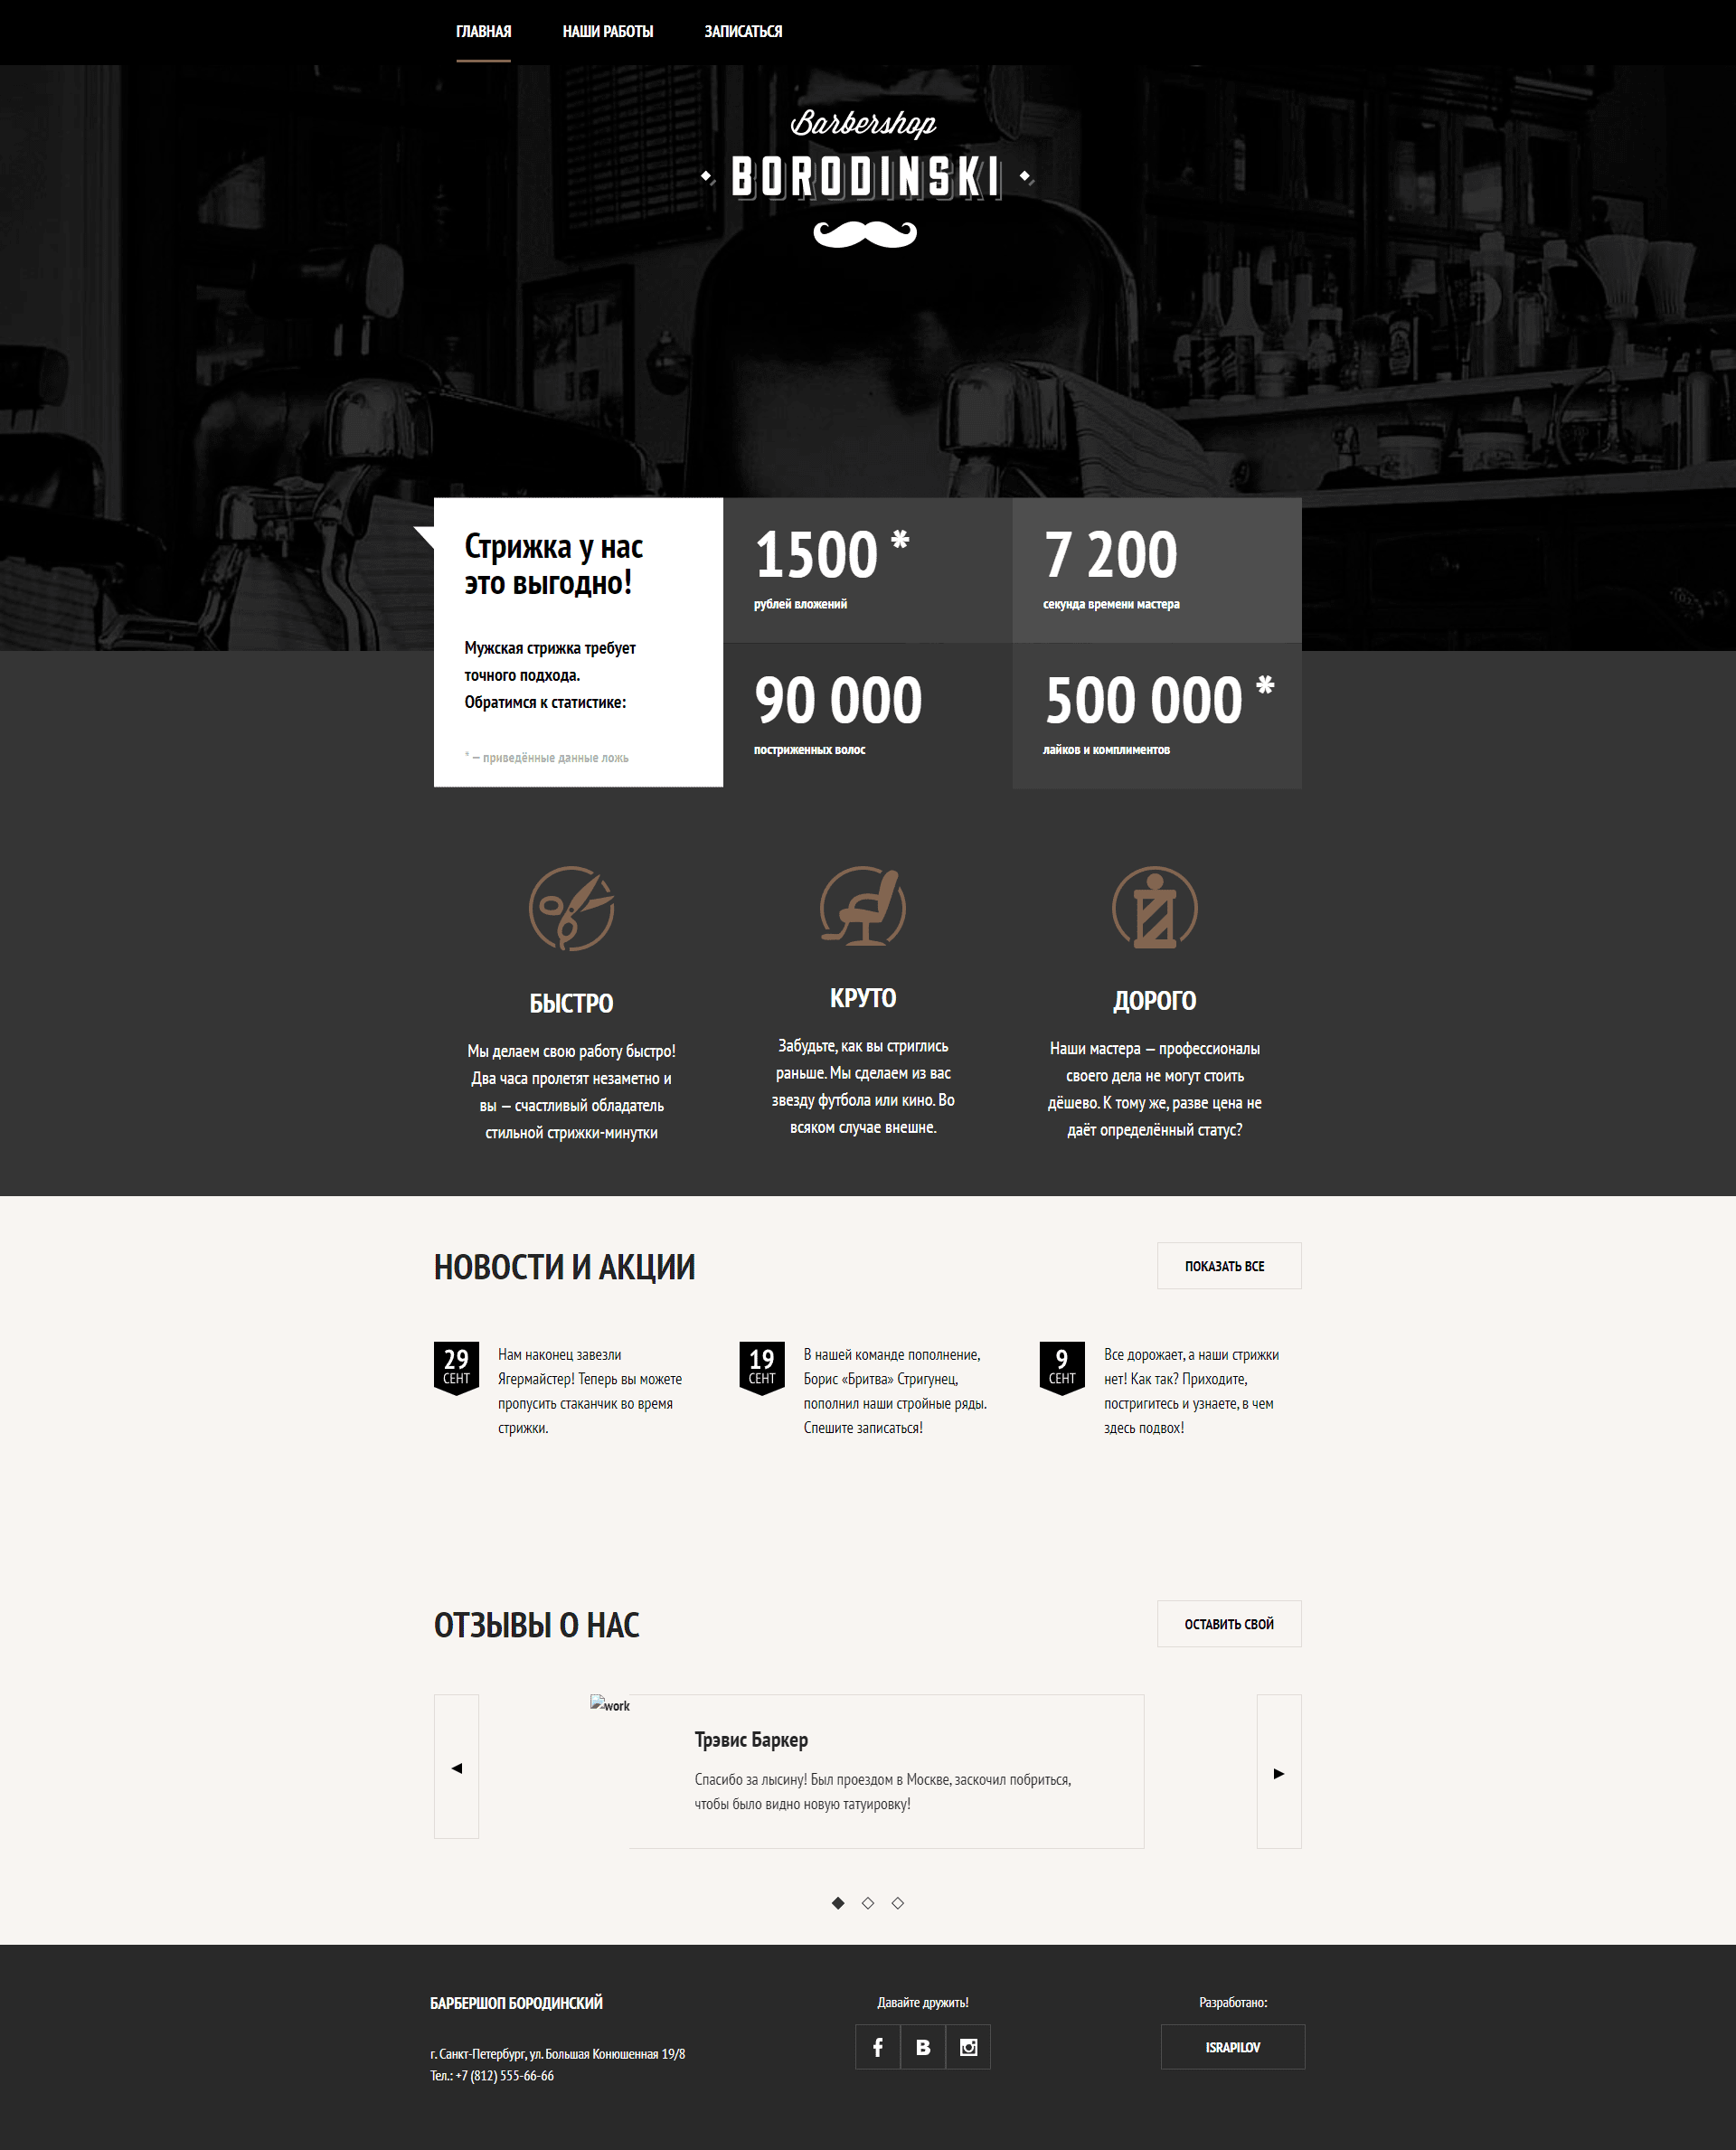 ГЛАВНАЯ НАШИ РАБОТЫ ЗАПИСАТЬСЯ
Barbershop
BORODINSKI
Стрижка у нас
это выгодно!
Мужская стрижка требует
точного подхода.
Обратимся к статистике:
* — приведённые данные ложь
1500 *
рублей вложений
7 200
секунда времени мастера
90 000
постриженных волос
500 000 *
лайков и комплиментов
БЫСТРО
Мы делаем свою работу быстро!
Два часа пролетят незаметно и
вы — счастливый обладатель
стильной стрижки-минутки
КРУТО
Забудьте, как вы стриглись
раньше. Мы сделаем из вас
звезду футбола или кино. Во
всяком случае внешне.
ДОРОГО
Наши мастера — профессионалы
своего дела не могут стоить
дёшево. К тому же, разве цена не
даёт определённый статус?
НОВОСТИ И АКЦИИ
ПОКАЗАТЬ ВСЕ
29
СЕНТ
Нам наконец завезли
Ягермайстер! Теперь вы можете
пропустить стаканчик во время
стрижки.
19
СЕНТ
В нашей команде пополнение,
Борис «Бритва» Стригунец,
пополнил наши стройные ряды.
Спешите записаться!
9
СЕНТ
Все дорожает, а наши стрижки
нет! Как так? Приходите,
постригитесь и узнаете, в чем
здесь подвох!
ОТЗЫВЫ О НАС
ОСТАВИТЬ СВОЙ
work
Трэвис Баркер
Спасибо за лысину! Был проездом в Москве, заскочил побриться,
чтобы было видно новую татуировку!
БАРБЕРШОП БОРОДИНСКИЙ
г. Санкт-Петербург, ул. Большая Конюшенная 19/8
Тел.: +7 (812) 555-66-66
Давайте дружить!
f B
Разработано:
ISRAPILOV